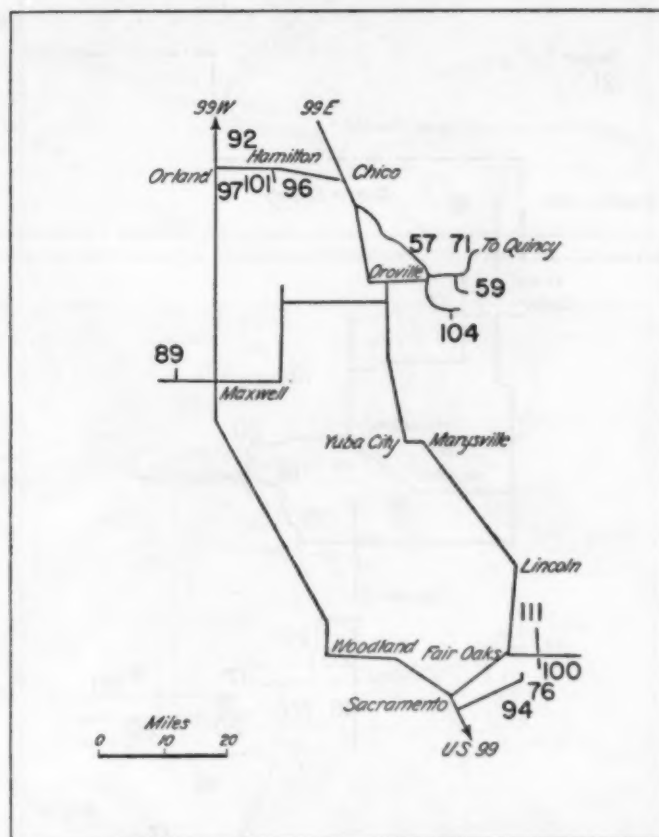 99W
99E
92
Hamilton
Orland
Chico
97
101
96
57
71
To Quincy
Oroville
59
104
89
Maxwell
Yuba City
Marysville
Lincoln
111
Woodland
Fair Oaks
100
76
Sacramento
94
Miles
0 10 20
US 99